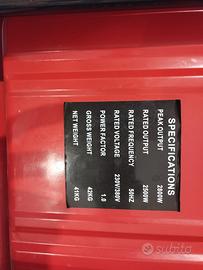 SPECIFICATIONS
PEAK OUTPUT 2800W
RATED OUTPUT 2500W
RATED FREQUENCY 50HZ
RATED VOLTAGE 230V/380V
POWER FACTOR 1.0
GROSS WEIGHT 42KG
NET WEIGHT 41KG
subito